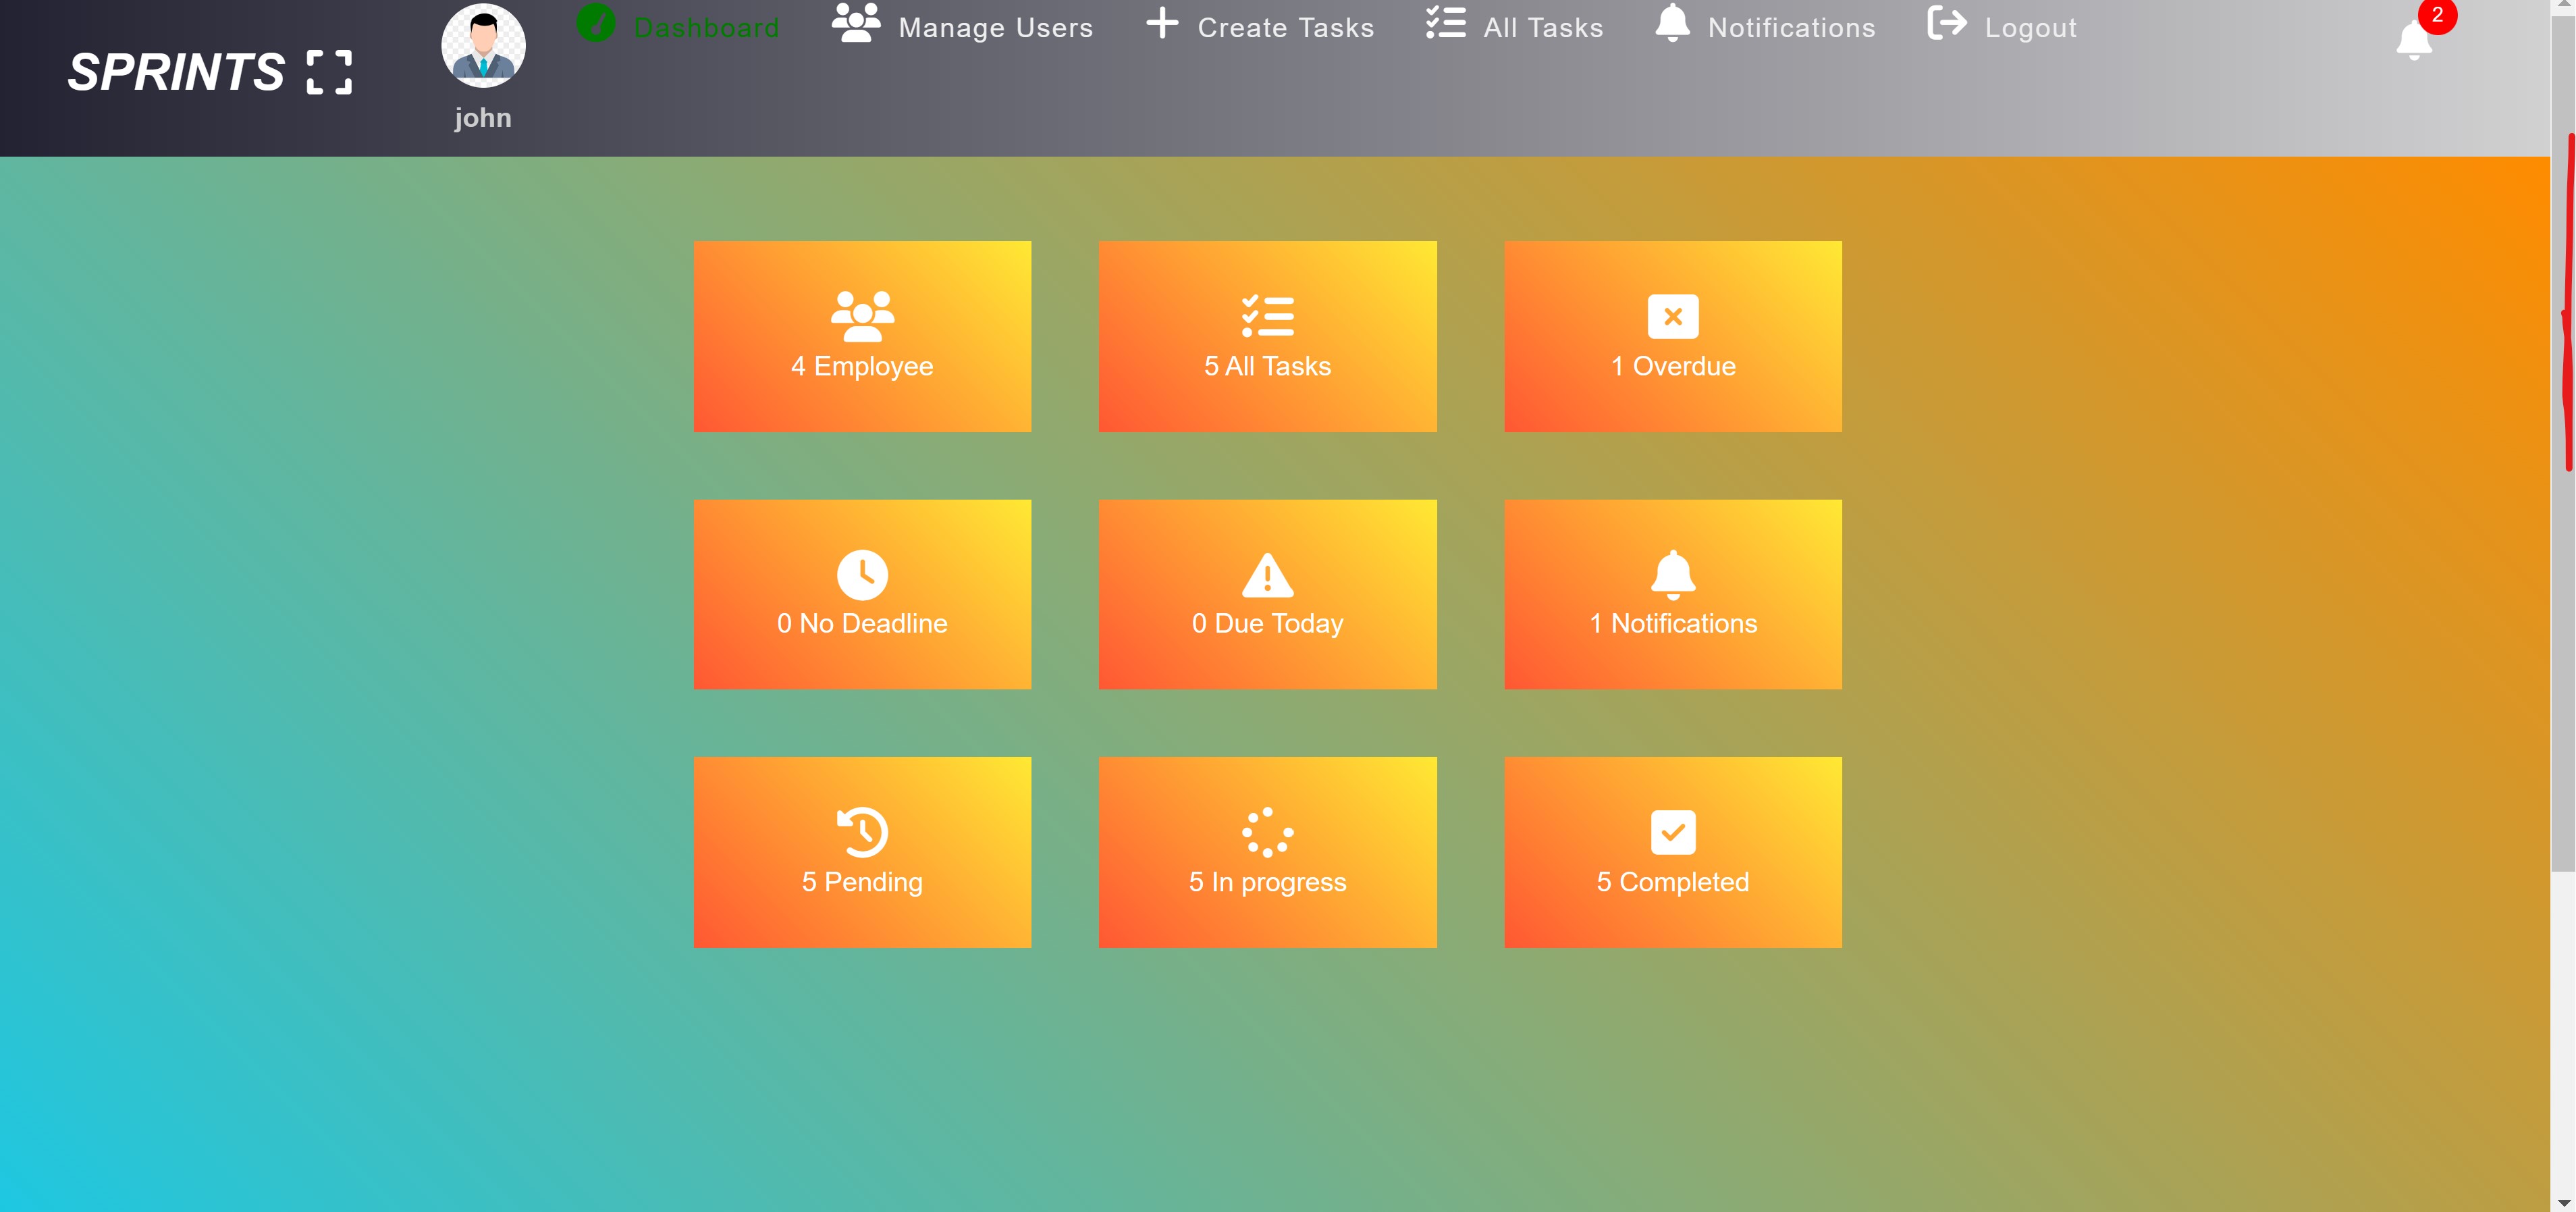 SPRINTS
john
Dashboard
Manage Users
Create Tasks
All Tasks
Notifications
Logout
2
4 Employee
5 All Tasks
1 Overdue
0 No Deadline
0 Due Today
1 Notifications
5 Pending
5 In progress
5 Completed